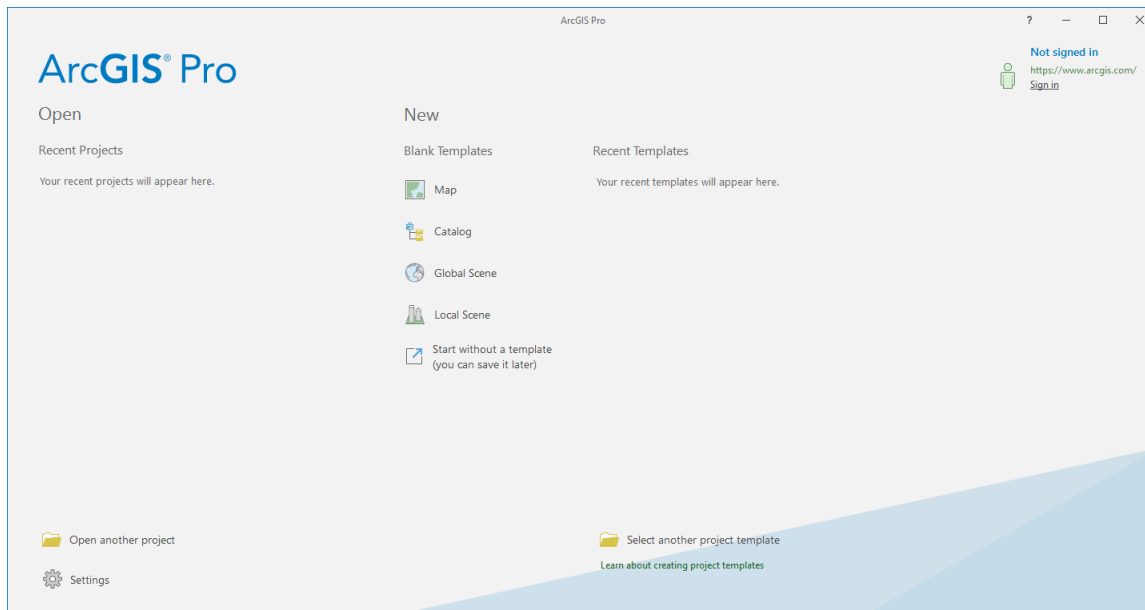 ArcGIS Pro
?
ArcGIS® Pro
Not signed in
https://www.arcgis.com/
Sign in
Open
New
Recent Projects
Blank Templates
Recent Templates
Your recent projects will appear here.
Your recent templates will appear here.
Map
Catalog
Global Scene
Local Scene
Start without a template
(you can save it later)
Open another project
Select another project template
Learn about creating project templates
Settings